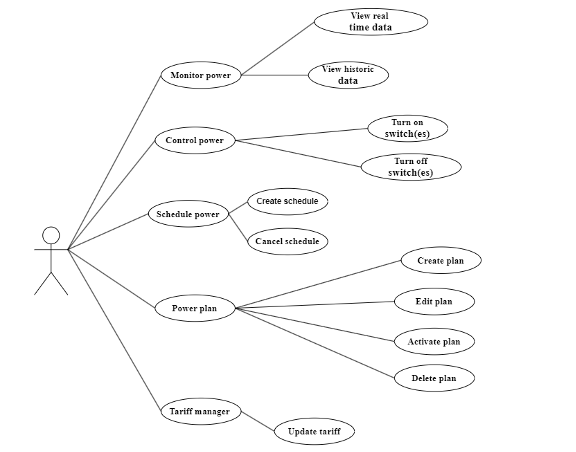 View real
time data
Monitor power
View historic
data
Turn on
switch(es)
Control power
Turn off
switch(es)
Create schedule
Schedule power
Cancel schedule
Create plan
Edit plan
Power plan
Activate plan
Delete plan
Tariff manager
Update tariff